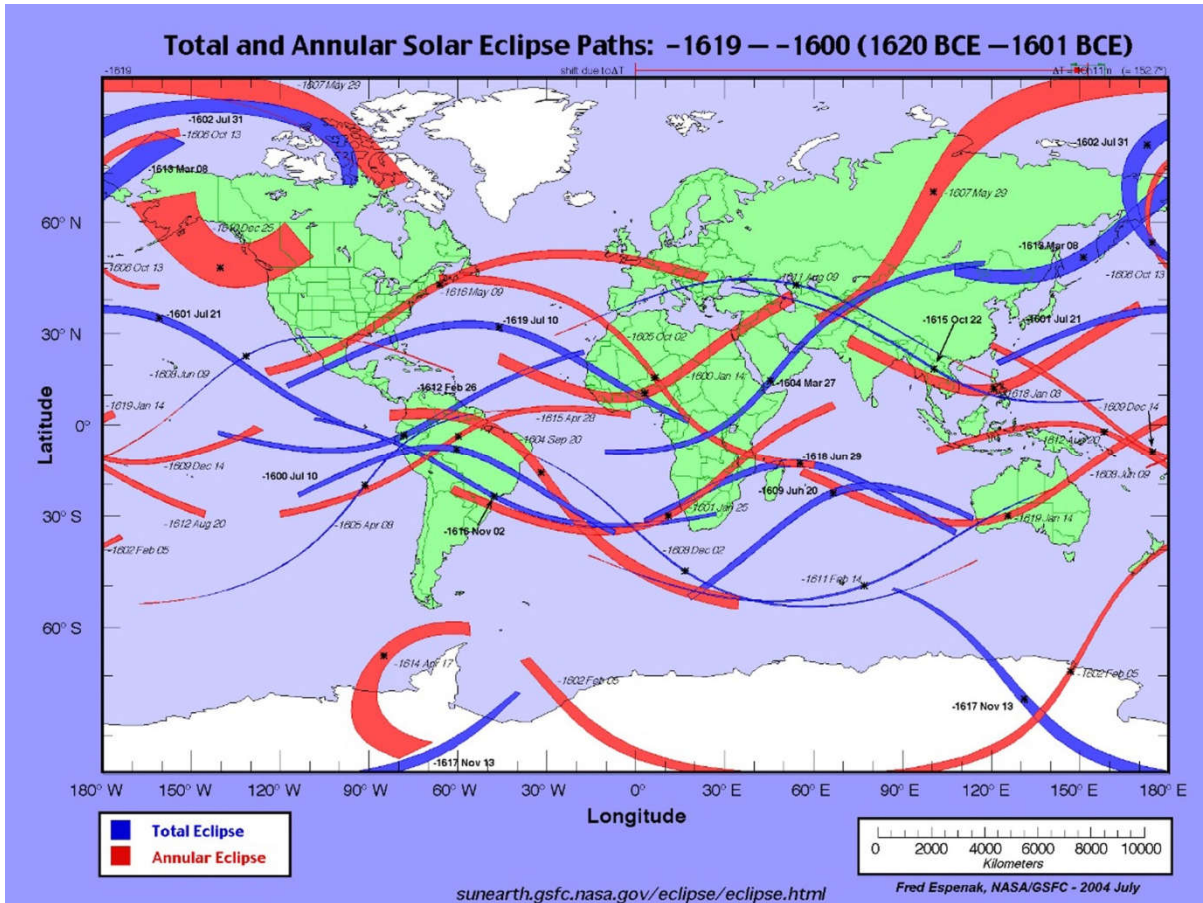 Total and Annular Solar Eclipse Paths: -1619 — -1600 (1620 BCE —1601 BCE)
-1619
shift due to ΔT
(= 152.7°)
-1607 May 29
-1602 Jul 31
-1606 Oct 13
-1613 Mar 08
-1602 Jul 31
-1607 May 29
60° N
-1610 Dec 25
-1613 Mar 08
-1606 Oct 13
-1606 Oct 13
-1611 Aug 09
-1616 May 09
-1601 Jul 21
-1619 Jul 10
-1615 Oct 22
-1601 Jul 21
30° N
-1605 Oct 02
-1608 Jun 09
-1600 Jan 14
-1612 Feb 26
-1604 Mar 27
-1618 Jan 03
-1619 Jan 14
-1609 Dec 14
-1615 Apr 28
0°
-1604 Sep 20
-1612 Aug 20
-1618 Jun 29
-1609 Dec 14
-1600 Jul 10
-1608 Jun 09
-1609 Jun 20
-1601 Jan 25
-1612 Aug 20
-1605 Apr 08
-1616 Nov 02
-1619 Jan 14
30° S
-1602 Feb 05
-1608 Dec 02
-1611 Feb 14
60° S
-1614 Apr 17
-1602 Feb 05
-1602 Feb 05
-1617 Nov 13
-1617 Nov 13
Latitude
180° W 150° W 120° W 90° W 60° W 30° W 0° 30° E 60° E 90° E 120° E 150° E 180° E
Longitude
Total Eclipse
Annular Eclipse
0 2000 4000 6000 8000 10000
Kilometers
Fred Espenak, NASA/GSFC - 2004 July
sunearth.gsfc.nasa.gov/eclipse/eclipse.html